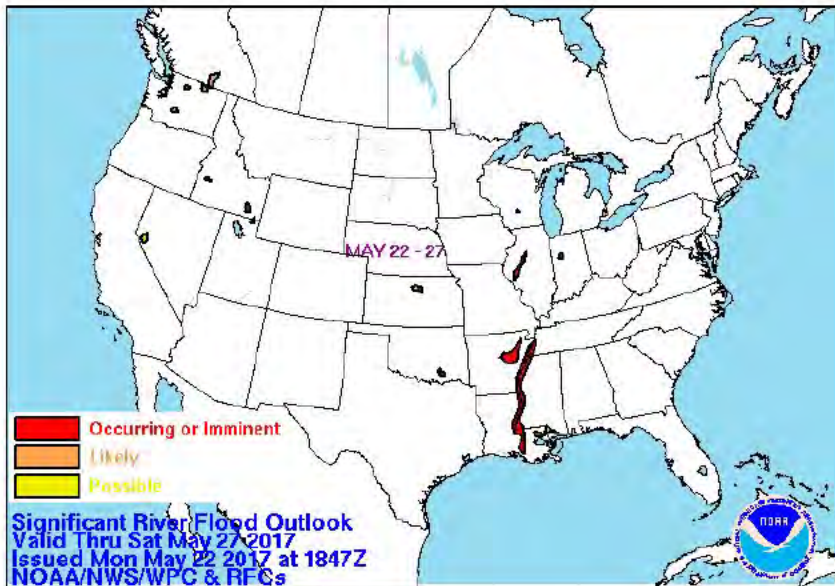 MAY 22 - 27
Occurring or Imminent
Likely
Possible
Significant River Flood Outlook
Valid Thru Sat May 27 2017
Issued Mon May 22 2017 at 1847Z
NOAA/NWS/WPC & RFCs
NOAA